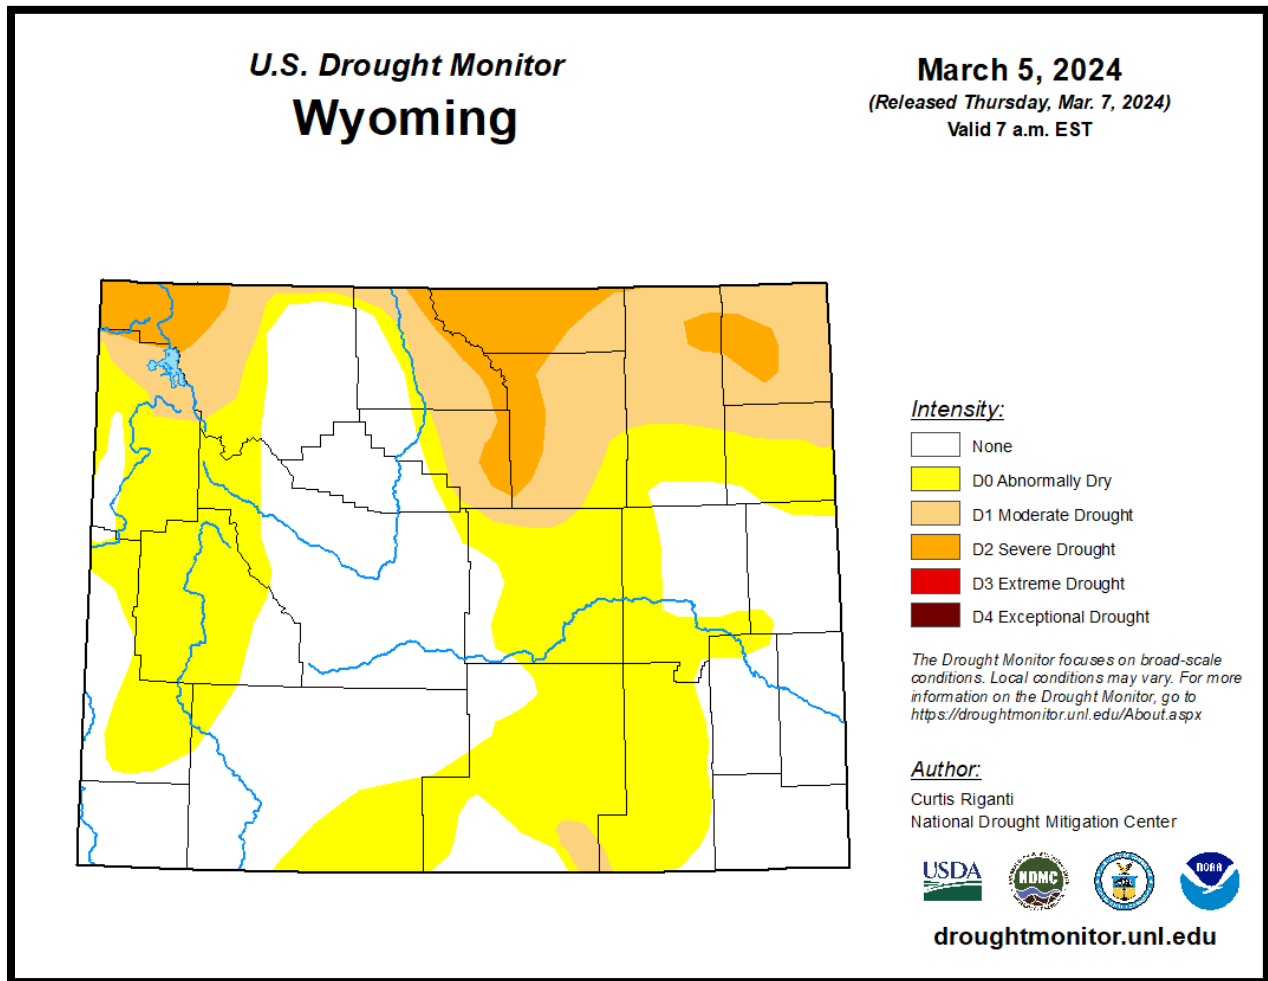 U.S. Drought Monitor
Wyoming
March 5, 2024
(Released Thursday, Mar. 7, 2024)
Valid 7 a.m. EST
Intensity:
None
D0 Abnormally Dry
D1 Moderate Drought
D2 Severe Drought
D3 Extreme Drought
D4 Exceptional Drought
The Drought Monitor focuses on broad-scale
conditions. Local conditions may vary. For more
information on the Drought Monitor, go to
https://droughtmonitor.unl.edu/About.aspx
Author:
Curtis Riganti
National Drought Mitigation Center
USDA
NDMC
NOAA
droughtmonitor.unl.edu